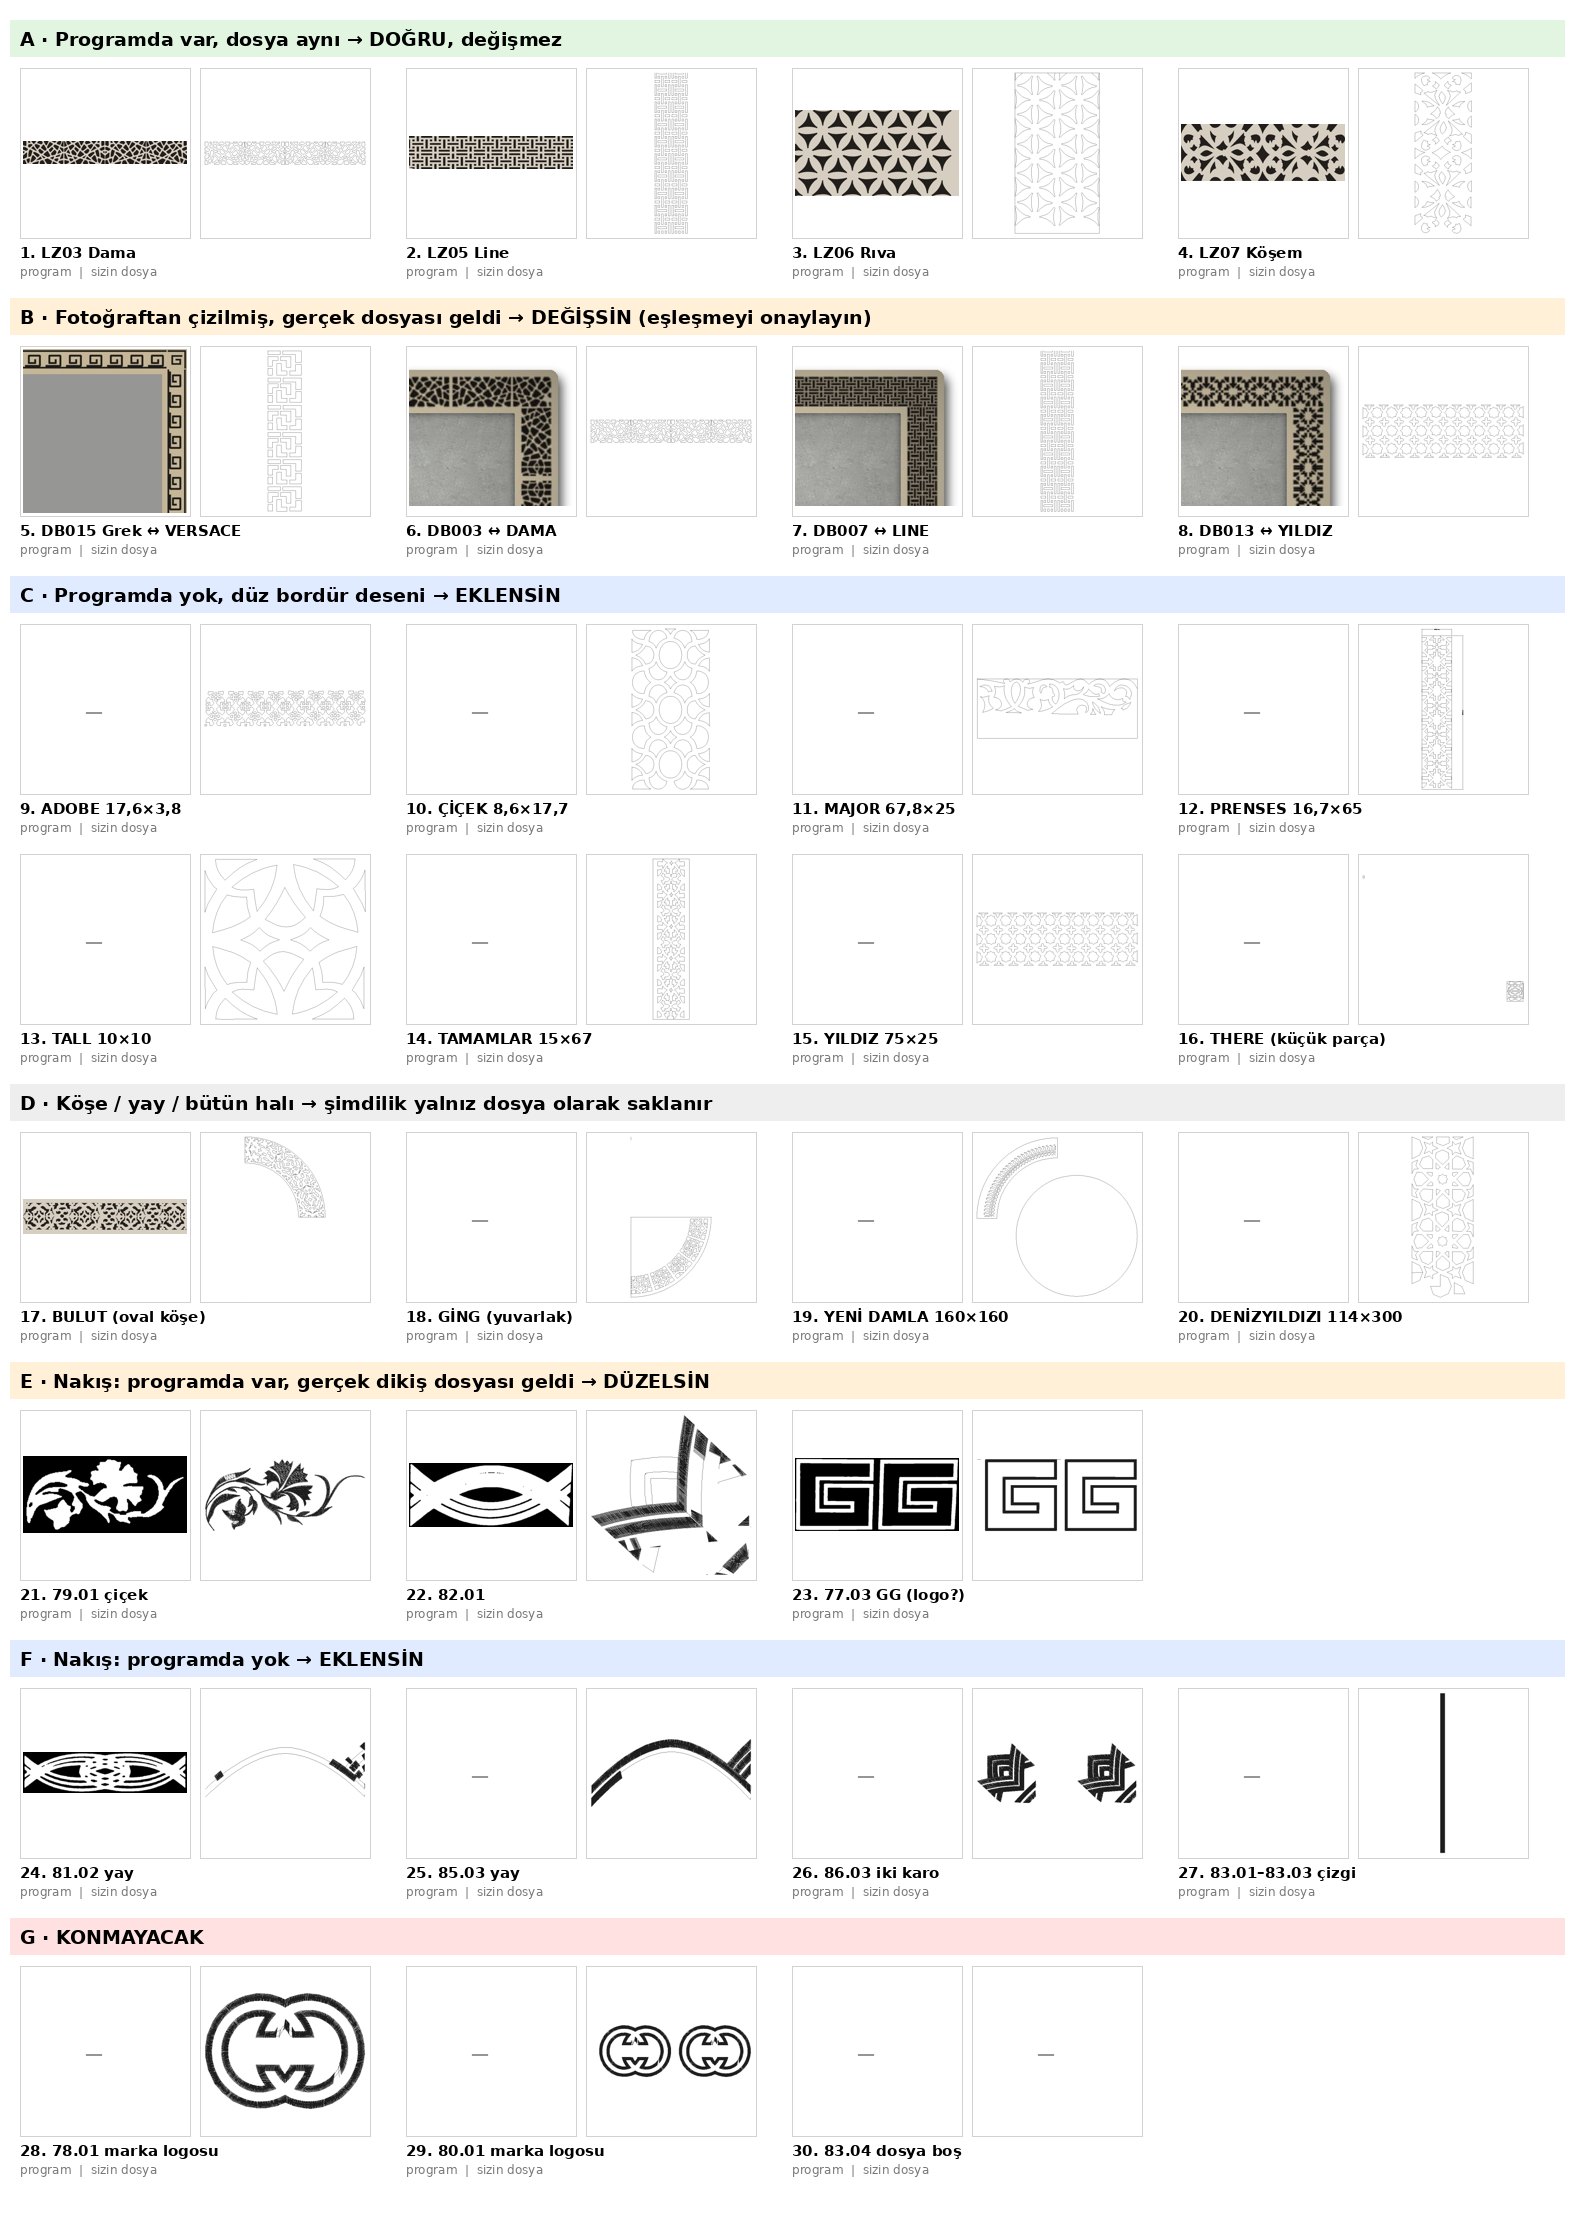 A · Programda var, dosya aynı → DOĞRU, değişmez
1. LZ03 Dama
program | sizin dosya
2. LZ05 Line
program | sizin dosya
3. LZ06 Rıva
program | sizin dosya
4. LZ07 Köşem
program | sizin dosya
B · Fotoğraftan çizilmiş, gerçek dosyası geldi → DEĞİŞSİN (eşleşmeyi onaylayın)
5. DB015 Grek ↔ VERSACE
program | sizin dosya
6. DB003 ↔ DAMA
program | sizin dosya
7. DB007 ↔ LINE
program | sizin dosya
8. DB013 ↔ YILDIZ
program | sizin dosya
C · Programda yok, düz bordür deseni → EKLENSİN
9. ADOBE 17,6×3,8
program | sizin dosya
10. ÇİÇEK 8,6×17,7
program | sizin dosya
11. MAJOR 67,8×25
program | sizin dosya
12. PRENSES 16,7×65
program | sizin dosya
13. TALL 10×10
program | sizin dosya
14. TAMAMLAR 15×67
program | sizin dosya
15. YILDIZ 75×25
program | sizin dosya
16. THERE (küçük parça)
program | sizin dosya
D · Köşe / yay / bütün halı → şimdilik yalnız dosya olarak saklanır
17. BULUT (oval köşe)
program | sizin dosya
18. GİNG (yuvarlak)
program | sizin dosya
19. YENİ DAMLA 160×160
program | sizin dosya
20. DENİZYILDIZI 114×300
program | sizin dosya
E · Nakış: programda var, gerçek dikiş dosyası geldi → DÜZELSİN
21. 79.01 çiçek
program | sizin dosya
22. 82.01
program | sizin dosya
23. 77.03 GG (logo?)
program | sizin dosya
F · Nakış: programda yok → EKLENSİN
24. 81.02 yay
program | sizin dosya
25. 85.03 yay
program | sizin dosya
26. 86.03 iki karo
program | sizin dosya
27. 83.01–83.03 çizgi
program | sizin dosya
G · KONMAYACAK
28. 78.01 marka logosu
program | sizin dosya
29. 80.01 marka logosu
program | sizin dosya
30. 83.04 dosya boş
program | sizin dosya